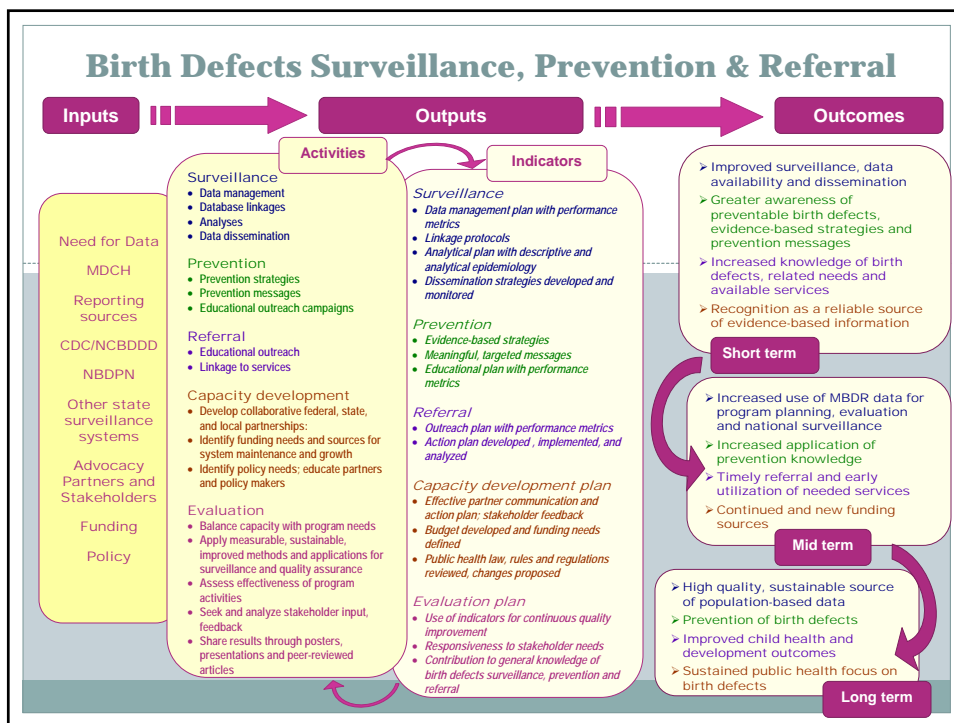 Birth Defects Surveillance, Prevention & Referral
Inputs
Outputs
Outcomes
Need for Data
MDCH
Reporting
sources
CDC/NCBDDD
NBDPN
Other state
surveillance
systems
Advocacy
Partners and
Stakeholders
Funding
Policy
Activities
Surveillance
• Data management
• Database linkages
• Analyses
• Data dissemination
Prevention
• Prevention strategies
• Prevention messages
• Educational outreach campaigns
Referral
• Educational outreach
• Linkage to services
Capacity development
• Develop collaborative federal, state,
and local partnerships:
• Identify funding needs and sources for
system maintenance and growth
• Identify policy needs; educate partners
and policy makers
Evaluation
• Balance capacity with program needs
• Apply measurable, sustainable,
improved methods and applications for
surveillance and quality assurance
• Assess effectiveness of program
activities
• Seek and analyze stakeholder input,
feedback
• Share results through posters,
presentations and peer-reviewed
articles
Indicators
Surveillance
• Data management plan with performance
metrics
• Linkage protocols
• Analytical plan with descriptive and
analytical epidemiology
• Dissemination strategies developed and
monitored
Prevention
• Evidence-based strategies
• Meaningful, targeted messages
• Educational plan with performance
metrics
Referral
• Outreach plan with performance metrics
• Action plan developed , implemented, and
analyzed
Capacity development plan
• Effective partner communication and
action plan; stakeholder feedback
• Budget developed and funding needs
defined
• Public health law, rules and regulations
reviewed, changes proposed
Evaluation plan
• Use of indicators for continuous quality
improvement
• Responsiveness to stakeholder needs
• Contribution to general knowledge of
birth defects surveillance, prevention and
referral
➢ Improved surveillance, data
availability and dissemination
➢ Greater awareness of
preventable birth defects,
evidence-based strategies and
prevention messages
➢ Increased knowledge of birth
defects, related needs and
available services
➢ Recognition as a reliable source
of evidence-based information
Short term
➢ Increased use of MBDR data for
program planning, evaluation
and national surveillance
➢ Increased application of
prevention knowledge
➢ Timely referral and early
utilization of needed services
➢ Continued and new funding
sources
Mid term
➢ High quality, sustainable source
of population-based data
➢ Prevention of birth defects
➢ Improved child health and
development outcomes
➢ Sustained public health focus on
birth defects
Long term